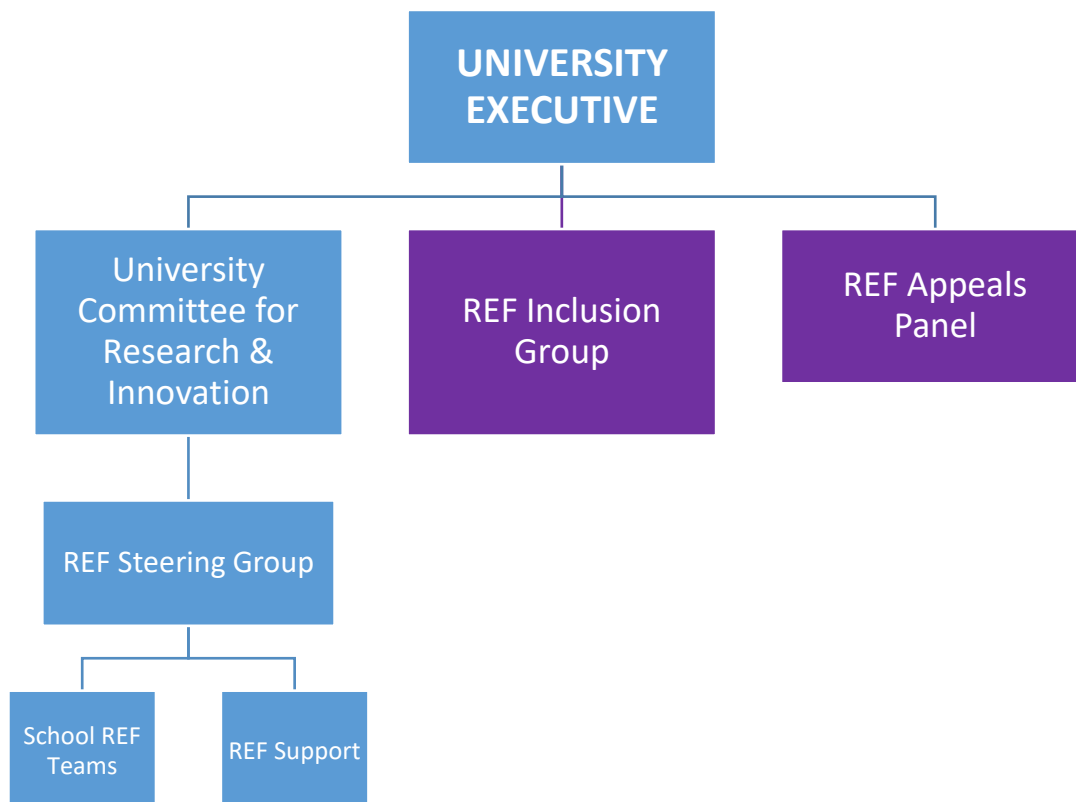 UNIVERSITY
EXECUTIVE
University
Committee for
Research &
Innovation
REF Inclusion
Group
REF Appeals
Panel
REF Steering Group
School REF
Teams
REF Support